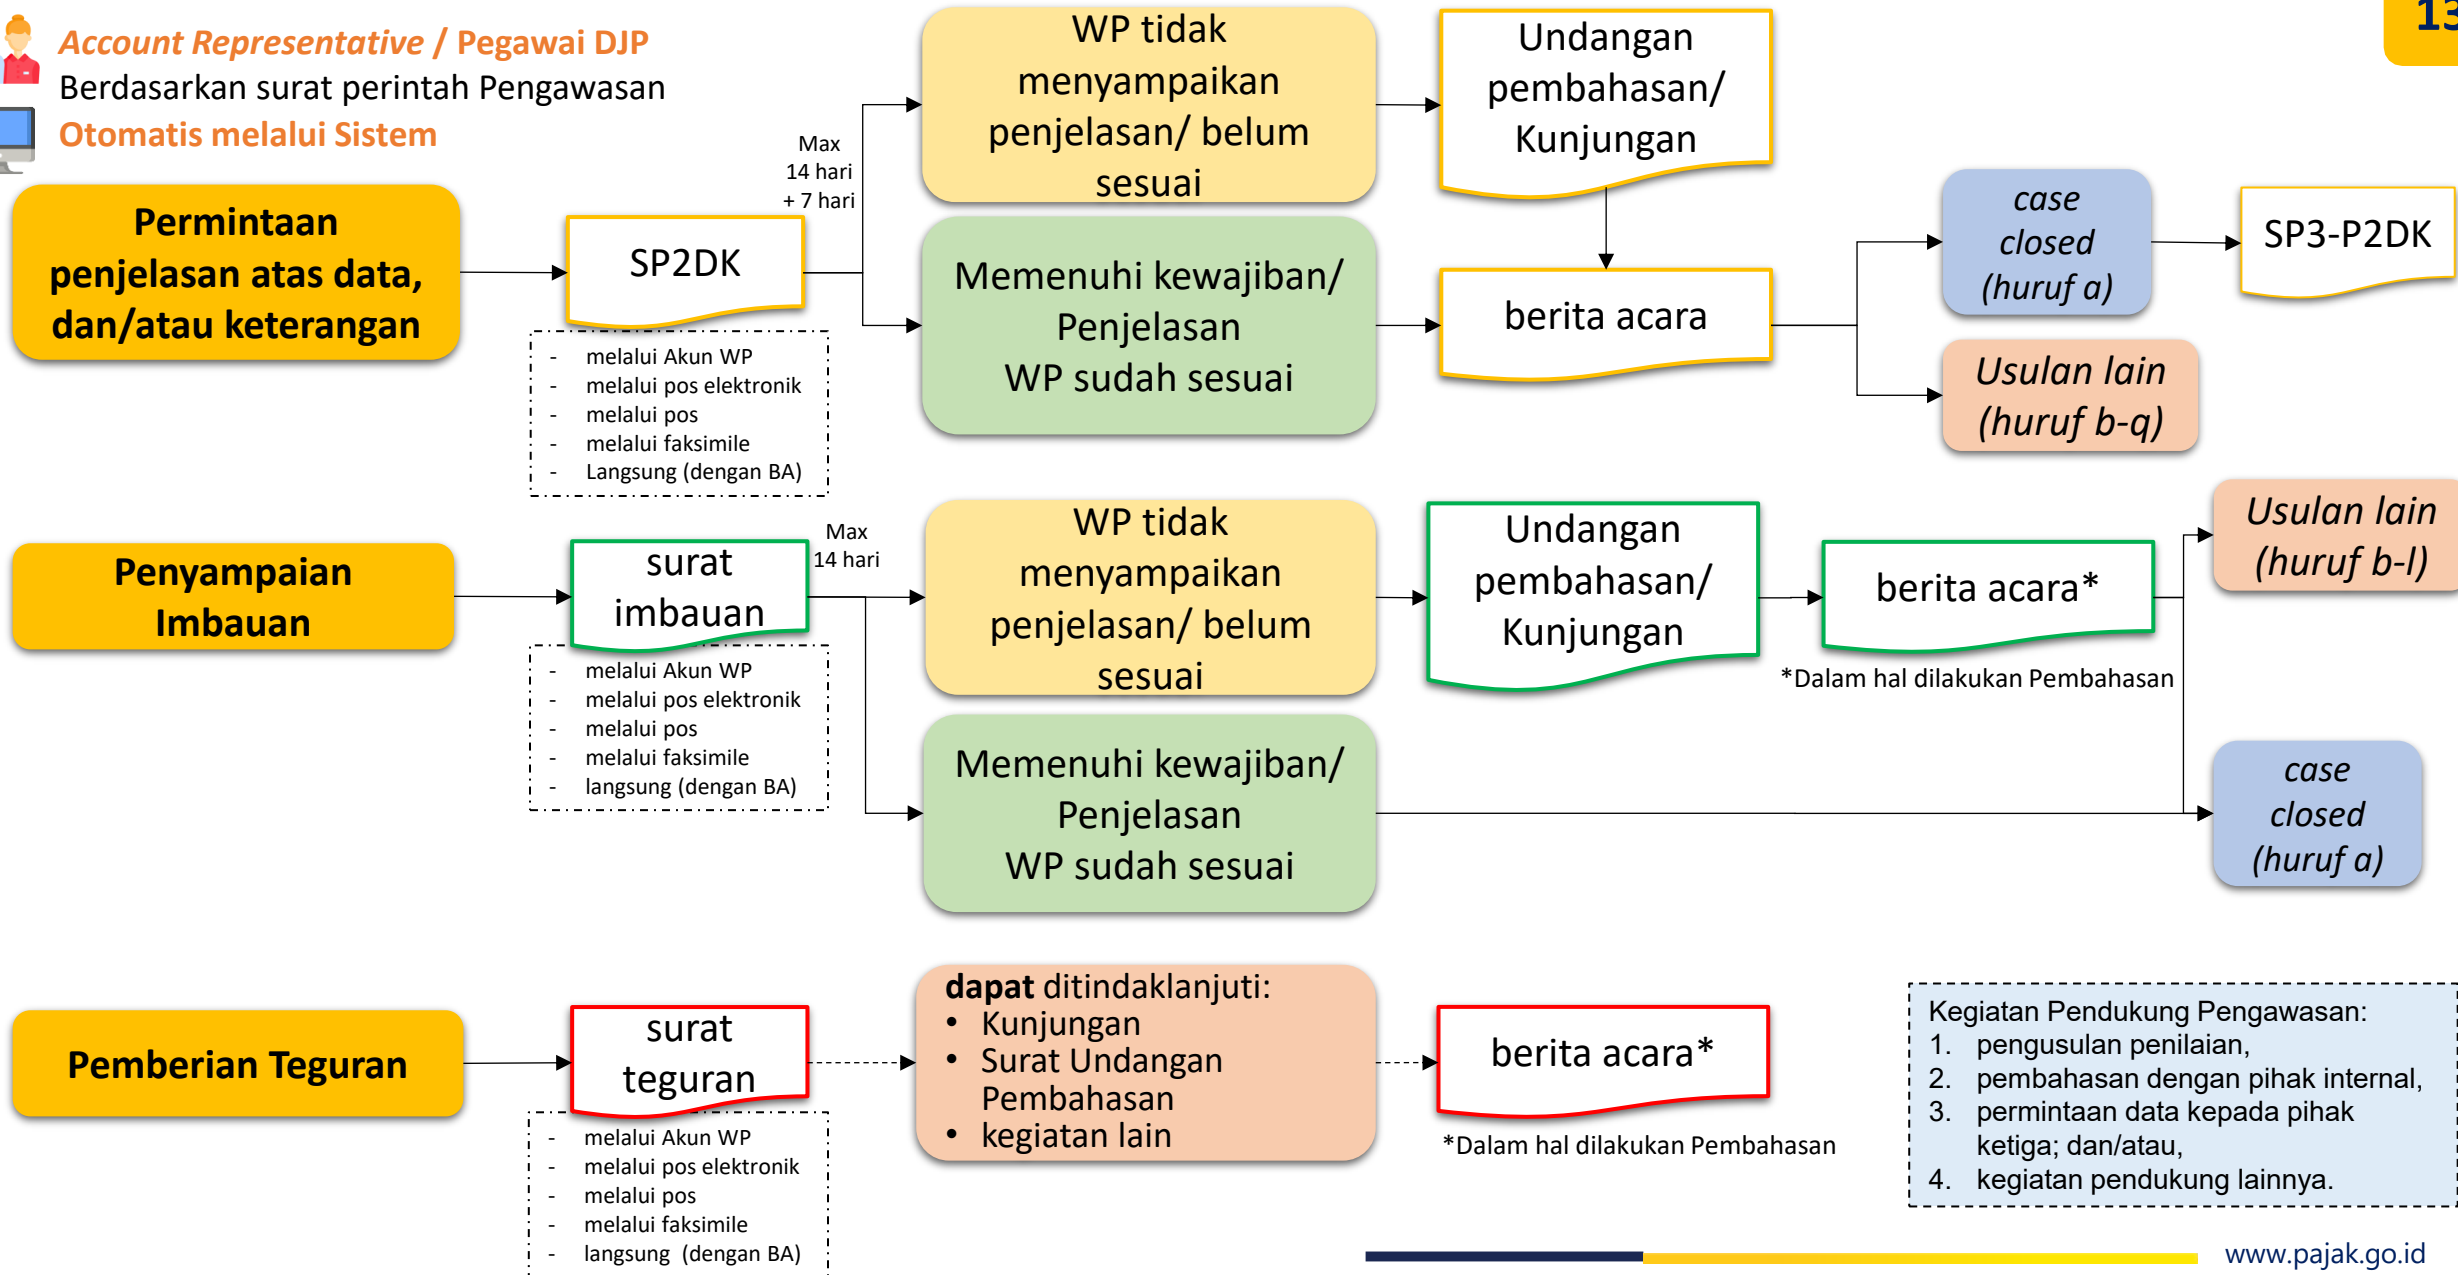 Account Representative / Pegawai DJP
Berdasarkan surat perintah Pengawasan
Otomatis melalui Sistem
13
Permintaan
penjelasan atas data,
dan/atau keterangan
SP2DK
- melalui Akun WP
- melalui pos elektronik
- melalui pos
- melalui faksimile
- Langsung (dengan BA)
Max
14 hari
+ 7 hari
WP tidak
menyampaikan
penjelasan/ belum
sesuai
Undangan
pembahasan/
Kunjungan
Memenuhi kewajiban/
Penjelasan
WP sudah sesuai
berita acara
case
closed
(huruf a)
SP3-P2DK
Usulan lain
(huruf b-q)
Penyampaian
Imbauan
surat
imbauan
- melalui Akun WP
- melalui pos elektronik
- melalui pos
- melalui faksimile
- langsung (dengan BA)
Max
14 hari
WP tidak
menyampaikan
penjelasan/ belum
sesuai
Undangan
pembahasan/
Kunjungan
berita acara*
*Dalam hal dilakukan Pembahasan
Usulan lain
(huruf b-l)
Memenuhi kewajiban/
Penjelasan
WP sudah sesuai
case
closed
(huruf a)
Pemberian Teguran
surat
teguran
- melalui Akun WP
- melalui pos elektronik
- melalui pos
- melalui faksimile
- langsung (dengan BA)
dapat ditindaklanjuti:
• Kunjungan
• Surat Undangan
Pembahasan
• kegiatan lain
berita acara*
*Dalam hal dilakukan Pembahasan
Kegiatan Pendukung Pengawasan:
1. pengusulan penilaian,
2. pembahasan dengan pihak internal,
3. permintaan data kepada pihak
ketiga; dan/atau,
4. kegiatan pendukung lainnya.
www.pajak.go.id